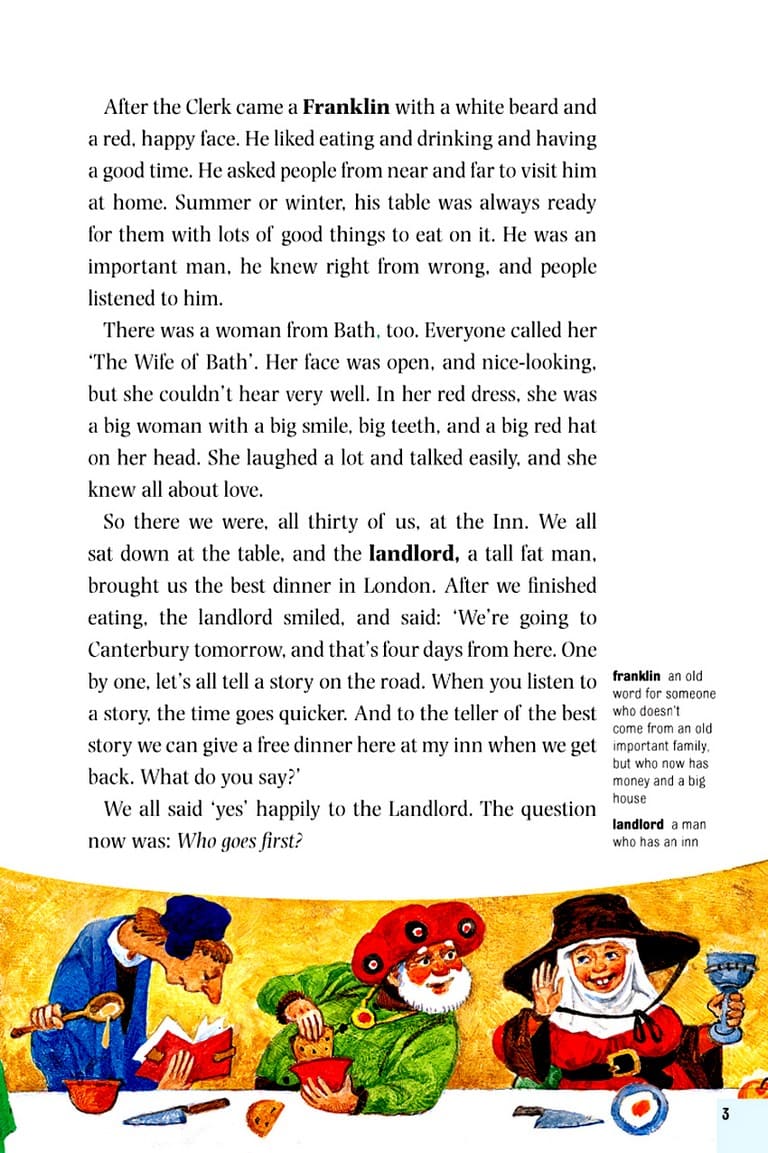 After the Clerk came a Franklin with a white beard and
a red, happy face. He liked eating and drinking and having
a good time. He asked people from near and far to visit him
at home. Summer or winter, his table was always ready
for them with lots of good things to eat on it. He was an
important man, he knew right from wrong, and people
listened to him.
There was a woman from Bath, too. Everyone called her
‘The Wife of Bath’. Her face was open, and nice-looking,
but she couldn’t hear very well. In her red dress, she was
a big woman with a big smile, big teeth, and a big red hat
on her head. She laughed a lot and talked easily, and she
knew all about love.
So there we were, all thirty of us, at the Inn. We all
sat down at the table, and the landlord, a tall fat man,
brought us the best dinner in London. After we finished
eating, the landlord smiled, and said: ‘We’re going to
Canterbury tomorrow, and that’s four days from here. One
by one, let’s all tell a story on the road. When you listen to
a story, the time goes quicker. And to the teller of the best
story we can give a free dinner here at my inn when we get
back. What do you say?’
We all said ‘yes’ happily to the Landlord. The question
now was: Who goes first?
franklin an old
word for someone
who doesn’t
come from an old
important family,
but who now has
money and a big
house
landlord a man
who has an inn
3